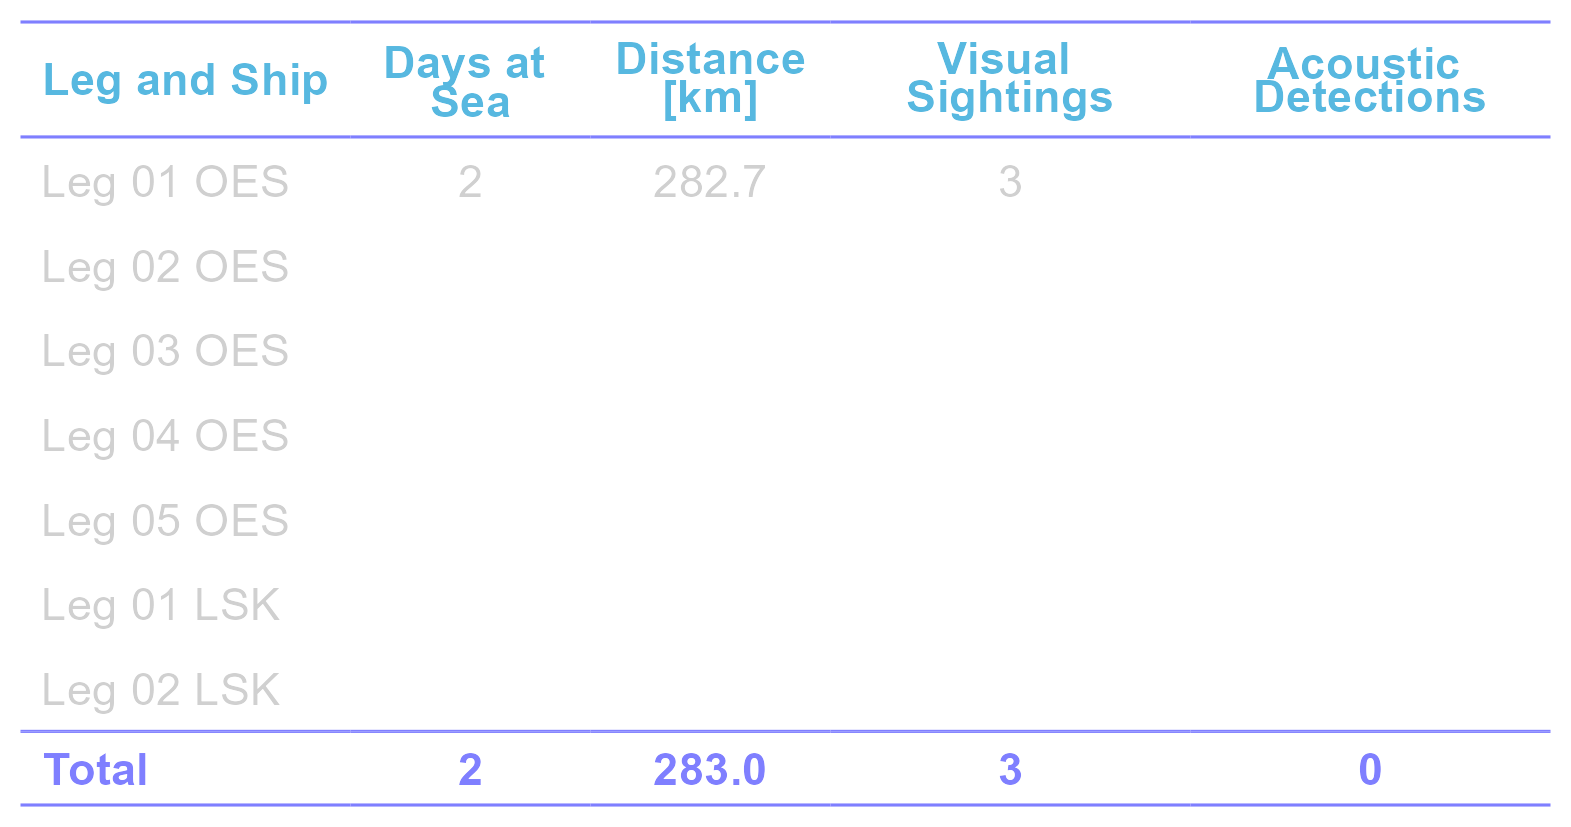 Leg and Ship Days at Sea Distance [km] Visual Sightings Acoustic Detections
Leg 01 OES 2 282.7 3
Leg 02 OES
Leg 03 OES
Leg 04 OES
Leg 05 OES
Leg 01 LSK
Leg 02 LSK
Total 2 283.0 3 0